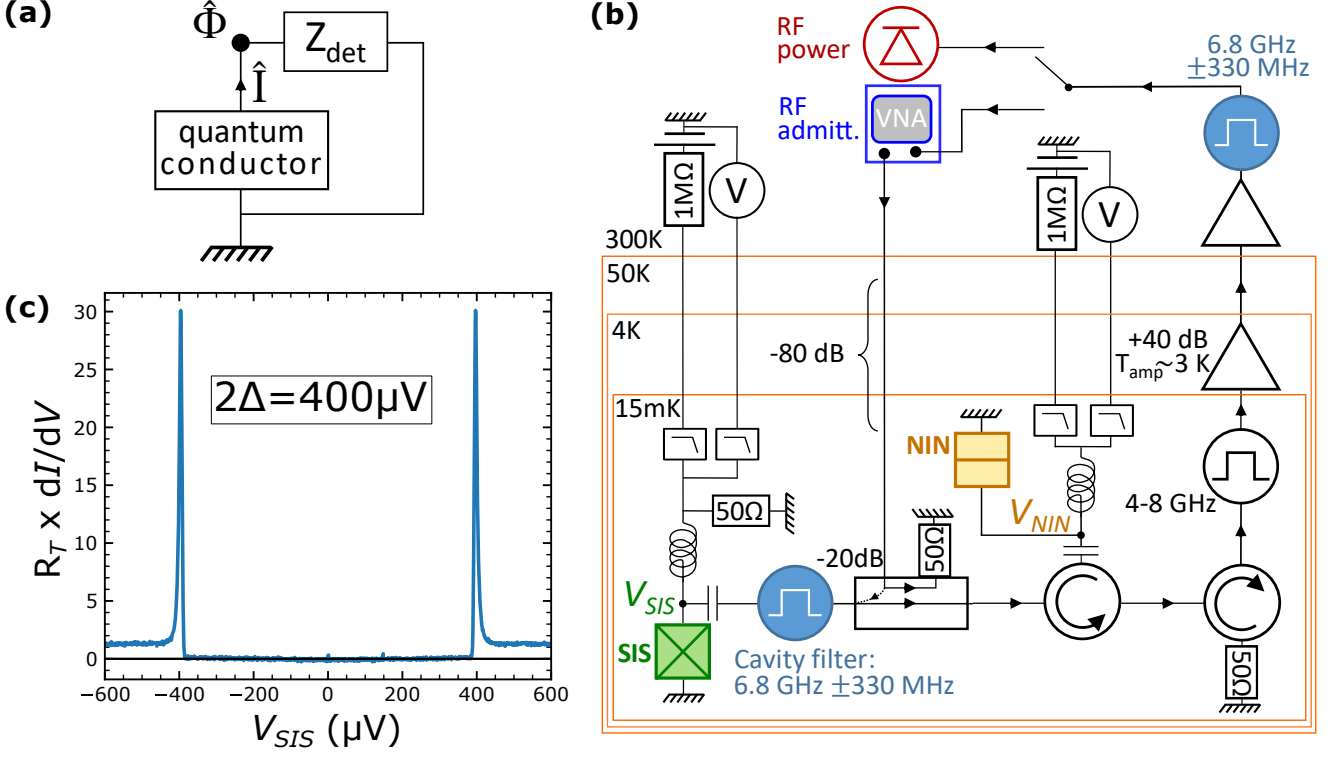 (a)
Φ̂
Z_det
Î
quantum
conductor
(b)
RF
power
6.8 GHz
±330 MHz
RF
admitt.
VNA
1MΩ
V
1MΩ
V
300K
50K
4K
-80 dB
+40 dB
T_amp~3 K
15mK
NIN
50Ω
V_NIN
4-8 GHz
-20dB
50Ω
V_SIS
SIS
Cavity filter:
6.8 GHz ±330 MHz
50Ω
(c)
R_T x dI/dV
30
25
20
15
10
5
0
2Δ=400µV
−600
−400
−200
0
200
400
600
V_SIS (µV)